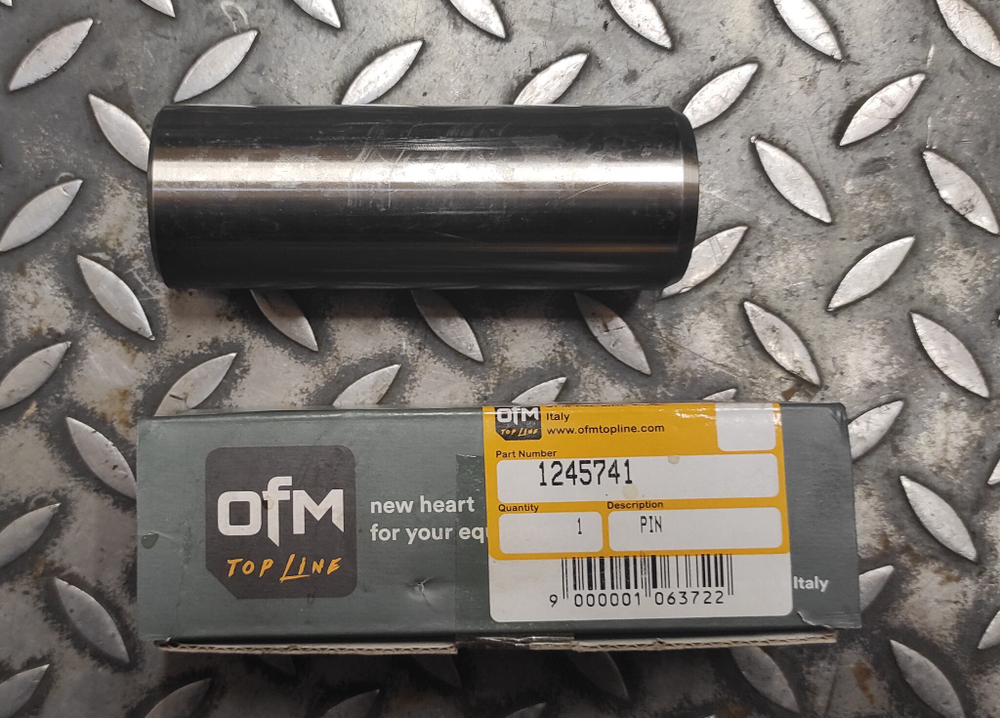 OfM
TOP LINE
new heart
for your
Italy
OfM
TOP LINE
Italy
www.ofmtopline.com
Part Number
1245741
Quantity
Description
1
PIN
9 000001 063722